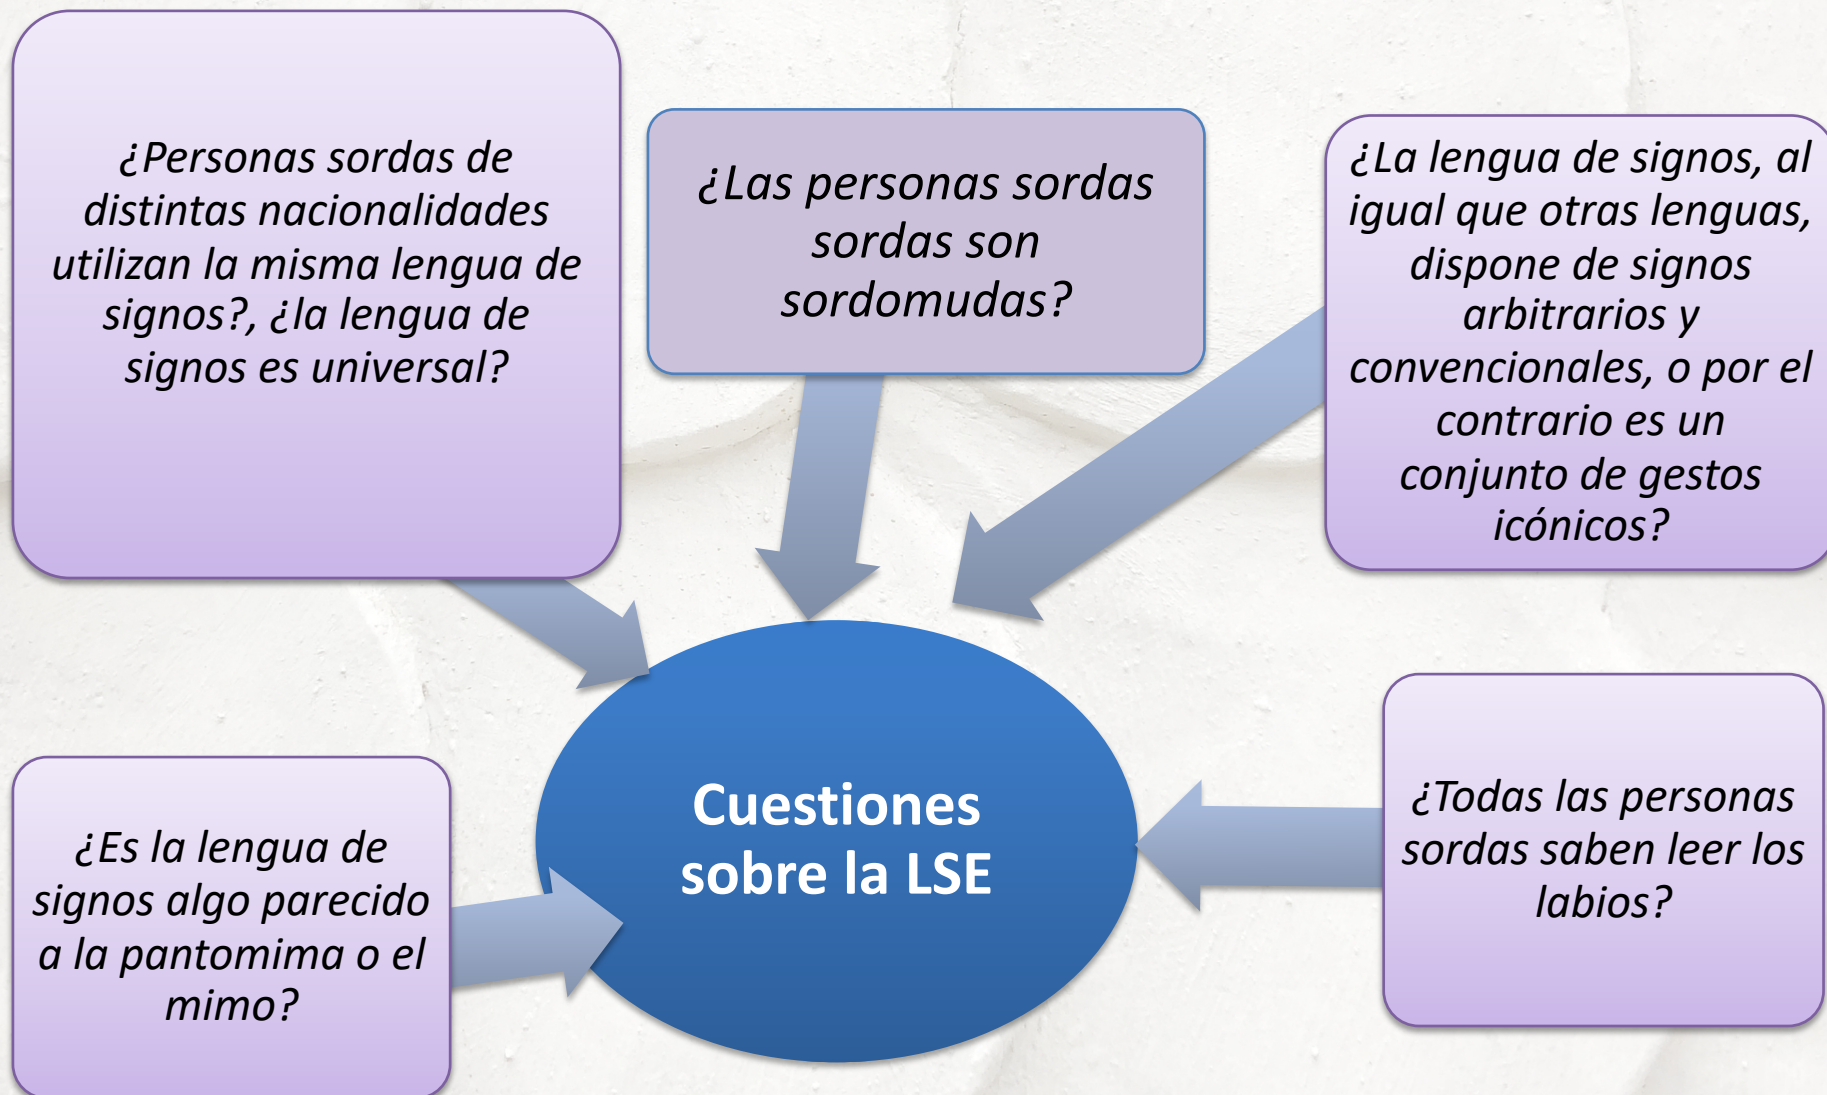 ¿Personas sordas de
distintas nacionalidades
utilizan la misma lengua de
signos?, ¿la lengua de
signos es universal?
¿Las personas sordas
sordas son
sordomudas?
¿La lengua de signos, al
igual que otras lenguas,
dispone de signos
arbitrarios y
convencionales, o por el
contrario es un
conjunto de gestos
icónicos?
¿Es la lengua de
signos algo parecido
a la pantomima o el
mimo?
Cuestiones
sobre la LSE
¿Todas las personas
sordas saben leer los
labios?